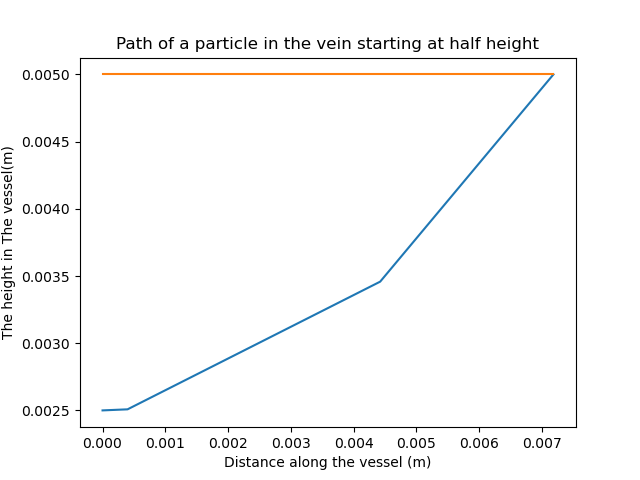 Path of a particle in the vein starting at half height
0.0050
0.0045
0.0040
0.0035
0.0030
0.0025
The height in The vessel(m)
0.000 0.001 0.002 0.003 0.004 0.005 0.006 0.007
Distance along the vessel (m)